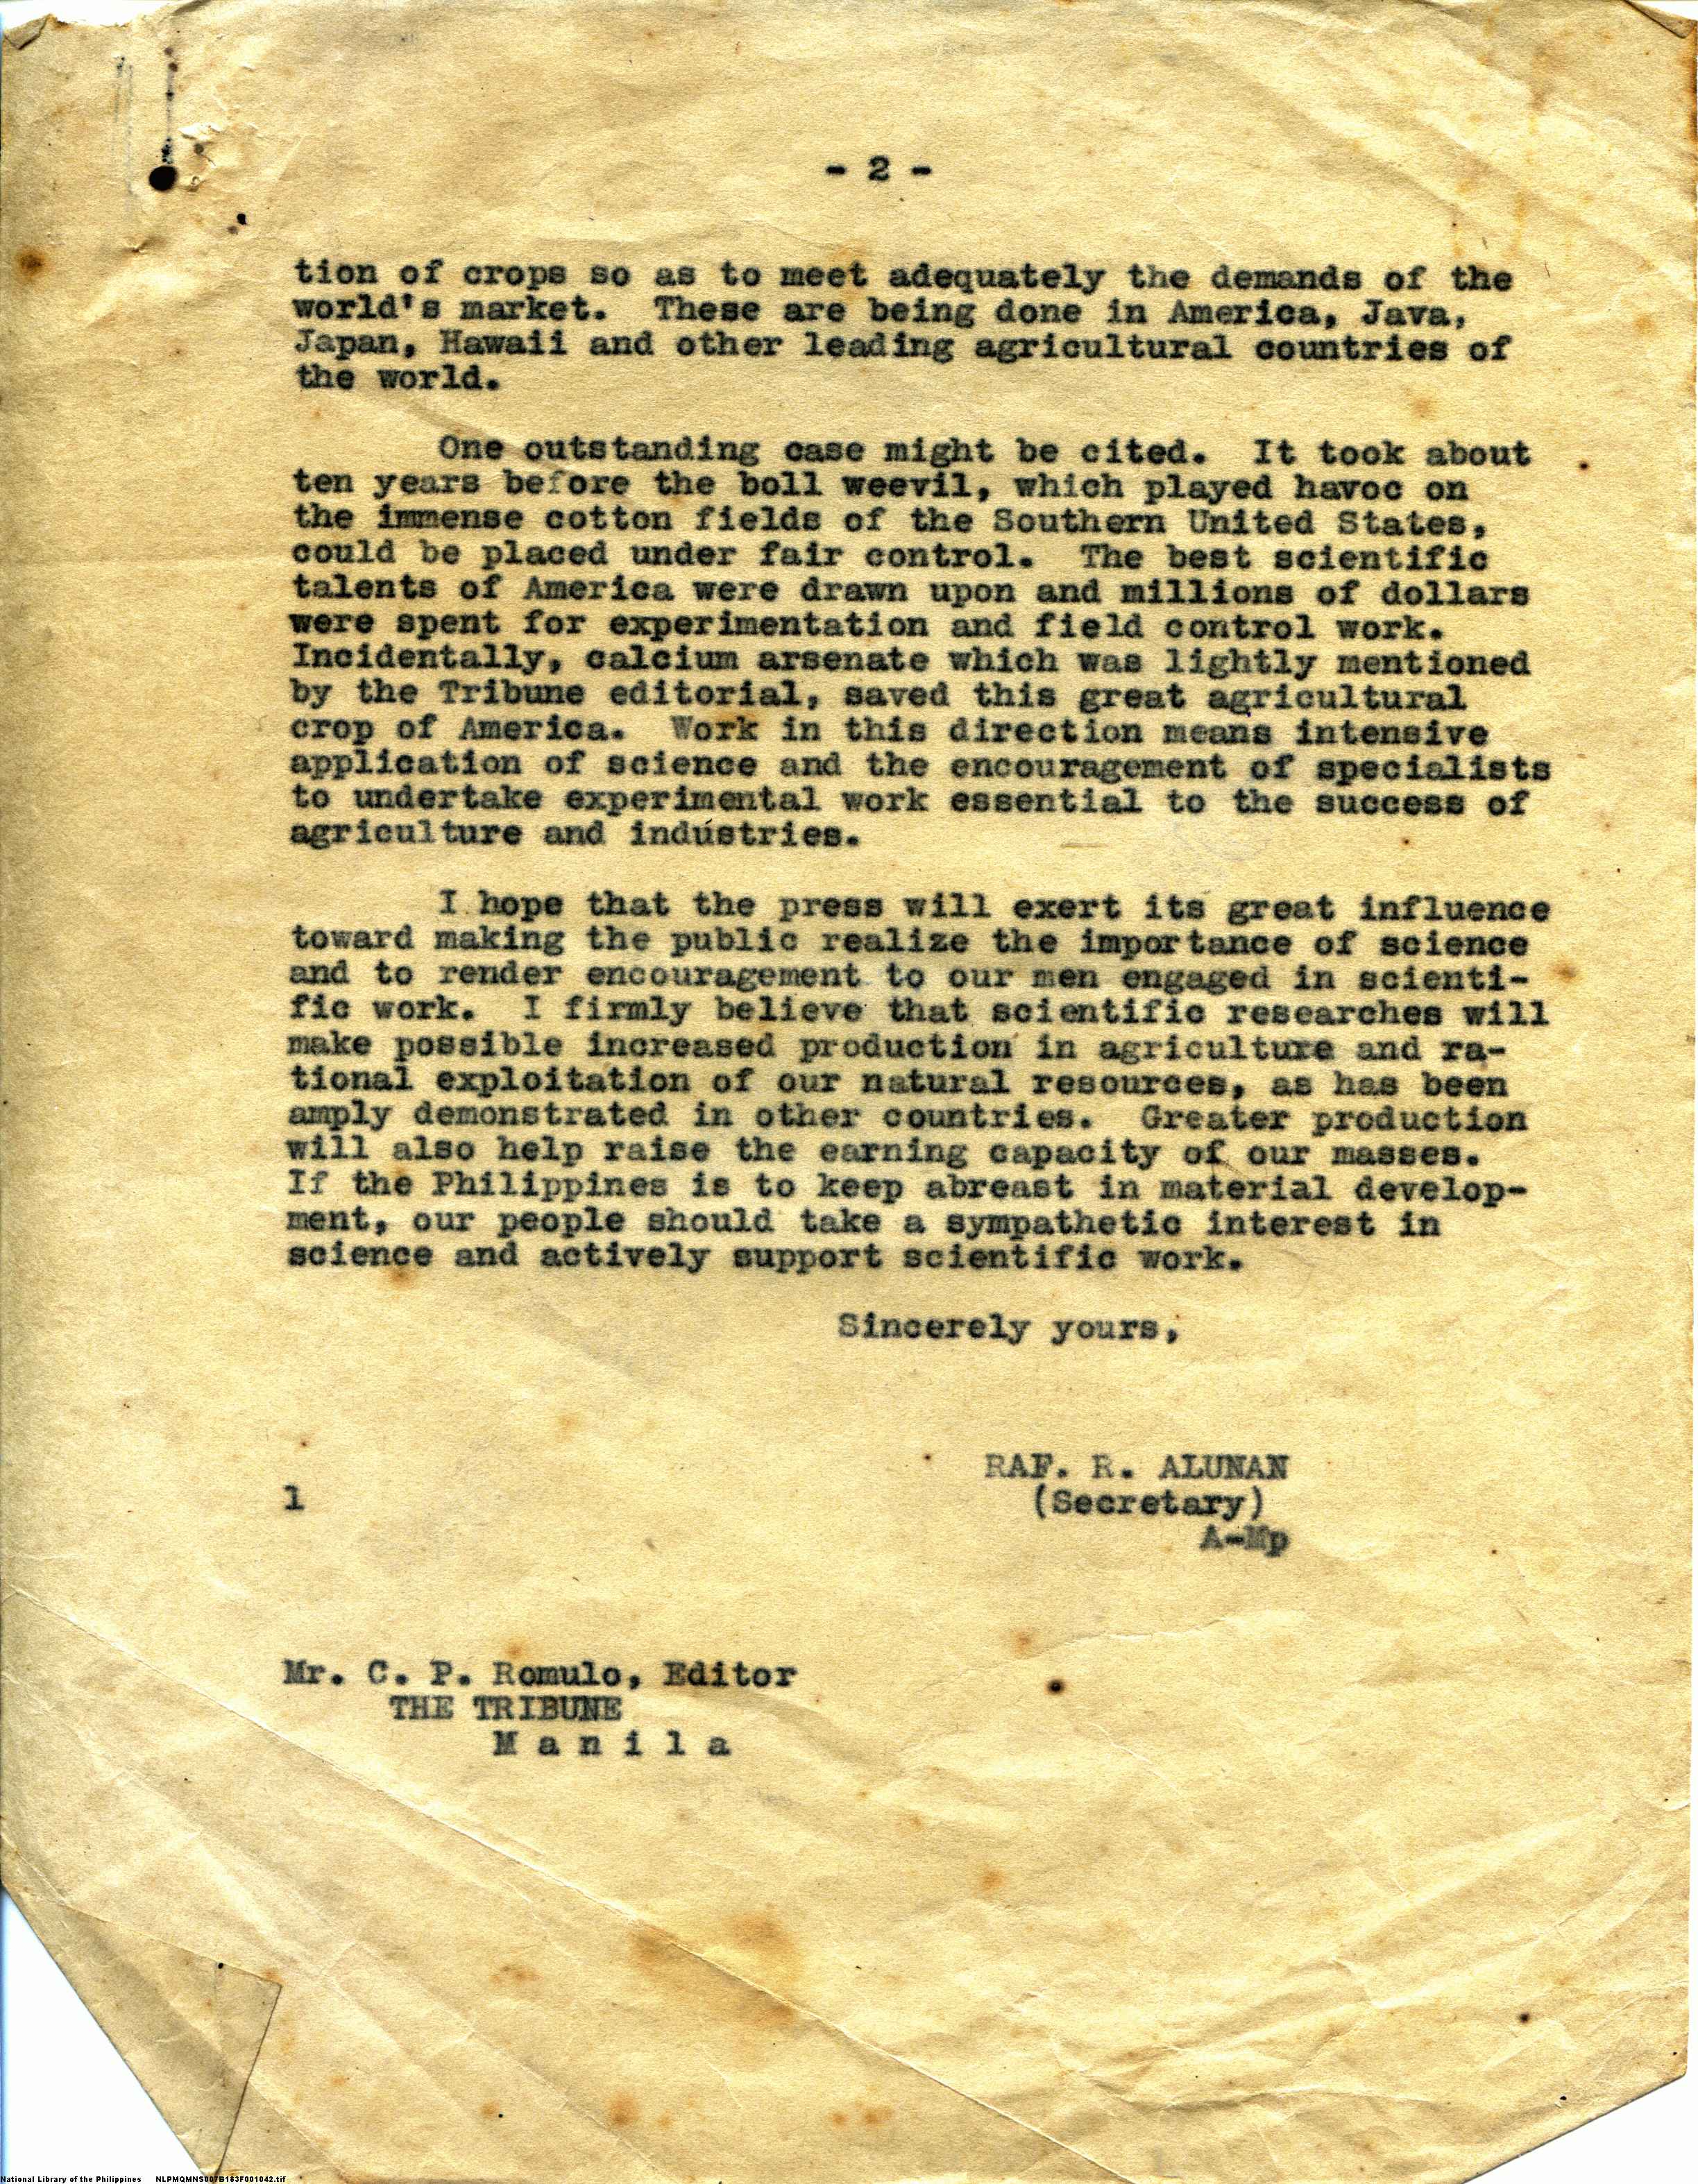 - 2 -
tion of crops so as to meet adequately the demands of the
world's market. These are being done in America, Java,
Japan, Hawaii and other leading agricultural countries of
the world.
One outstanding case might be cited. It took about
ten years before the boll weevil, which played havoc on
the immense cotton fields of the Southern United States,
could be placed under fair control. The best scientific
talents of America were drawn upon and millions of dollars
were spent for experimentation and field control work.
Incidentally, calcium arsenate which was lightly mentioned
by the Tribune editorial, saved this great agricultural
crop of America. Work in this direction means intensive
application of science and the encouragement of specialists
to undertake experimental work essential to the success of
agriculture and industries.
I hope that the press will exert its great influence
toward making the public realize the importance of science
and to render encouragement to our men engaged in scienti-
fic work. I firmly believe that scientific researches will
make possible increased production in agriculture and ra-
tional exploitation of our natural resources, as has been
amply demonstrated in other countries. Greater production
will also help raise the earning capacity of our masses.
If the Philippines is to keep abreast in material develop-
ment, our people should take a sympathetic interest in
science and actively support scientific work.
Sincerely yours,
RAF. R. ALUNAN
1 (Secretary)
A-Mp
Mr. C. P. Romulo, Editor
THE TRIBUNE
M a n i l a
National Library of the Philippines NLPMQMNS007B183F001042.tif